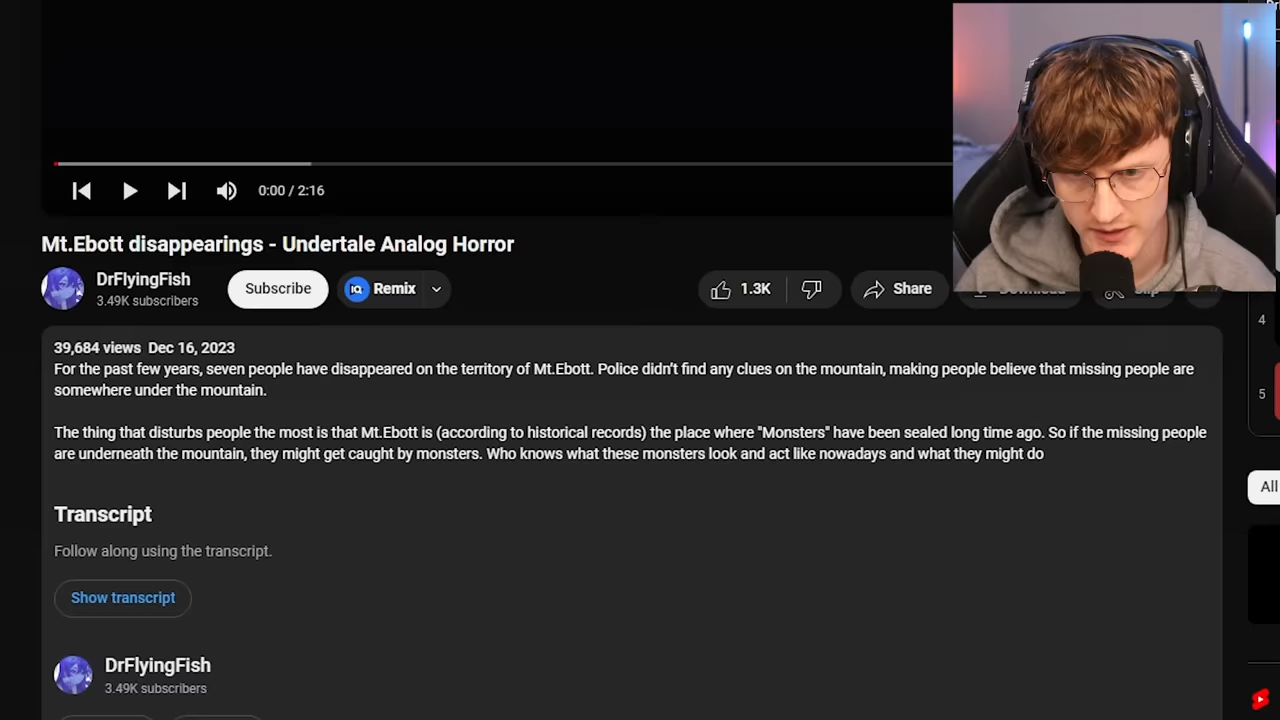 0:00 / 2:16
Mt.Ebott disappearings - Undertale Analog Horror
DrFlyingFish
3.49K subscribers
Subscribe
IQ
Remix
1.3K
Share
39,684 views Dec 16, 2023
For the past few years, seven people have disappeared on the territory of Mt.Ebott. Police didn't find any clues on the mountain, making people believe that missing people are
somewhere under the mountain.
The thing that disturbs people the most is that Mt.Ebott is (according to historical records) the place where "Monsters" have been sealed long time ago. So if the missing people
are underneath the mountain, they might get caught by monsters. Who knows what these monsters look and act like nowadays and what they might do
Transcript
Follow along using the transcript.
Show transcript
DrFlyingFish
3.49K subscribers
4
5
All